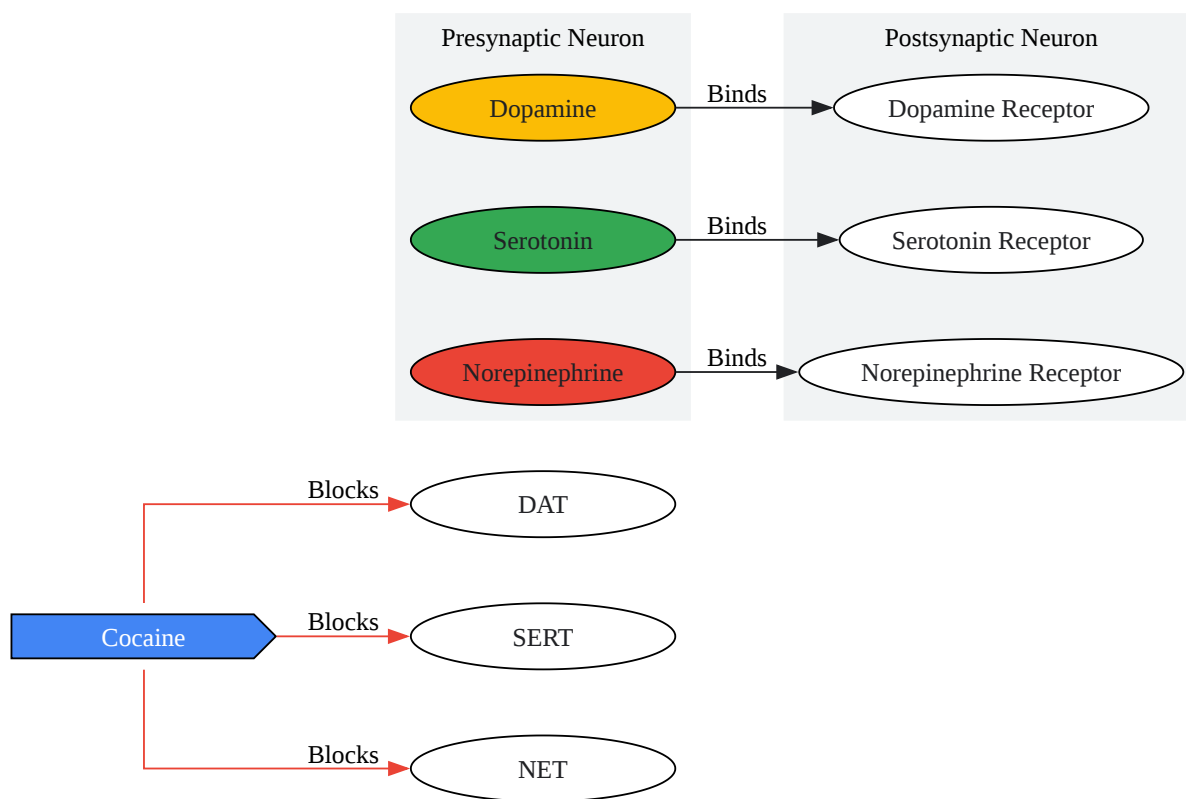 Presynaptic Neuron
Postsynaptic Neuron
Dopamine
Binds
Dopamine Receptor
Serotonin
Binds
Serotonin Receptor
Norepinephrine
Binds
Norepinephrine Receptor
Blocks
DAT
Cocaine
Blocks
SERT
Blocks
NET